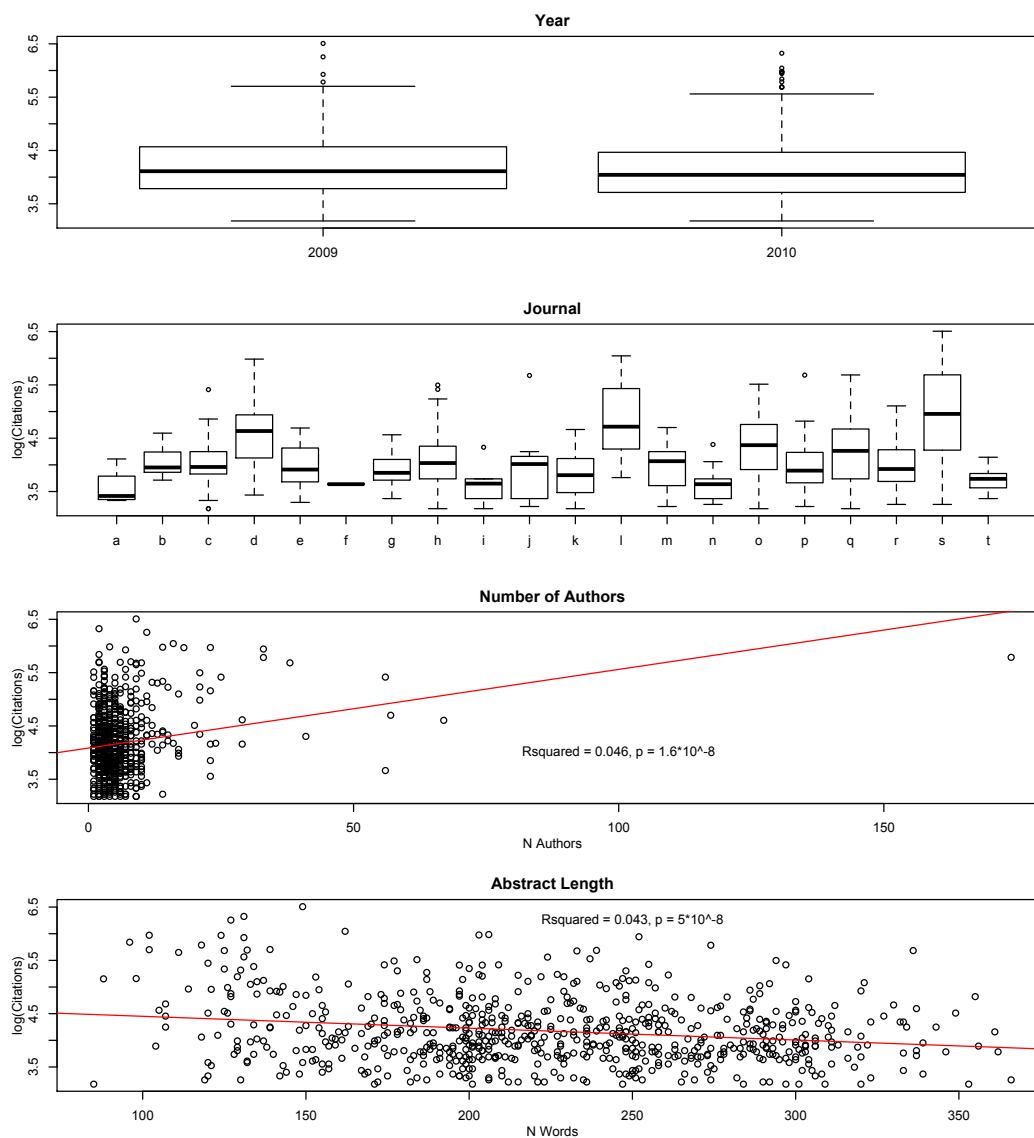 Year
6.5
5.5
4.5
3.5
2009 2010
Journal
log(Citations)
6.5
5.5
4.5
3.5
a b c d e f g h i j k l m n o p q r s t
Number of Authors
log(Citations)
6.5
5.5
4.5
3.5
Rsquared = 0.046, p = 1.6*10^-8
0 50 100 150
N Authors
Abstract Length
log(Citations)
6.5
5.5
4.5
3.5
Rsquared = 0.043, p = 5*10^-8
100 150 200 250 300 350
N Words